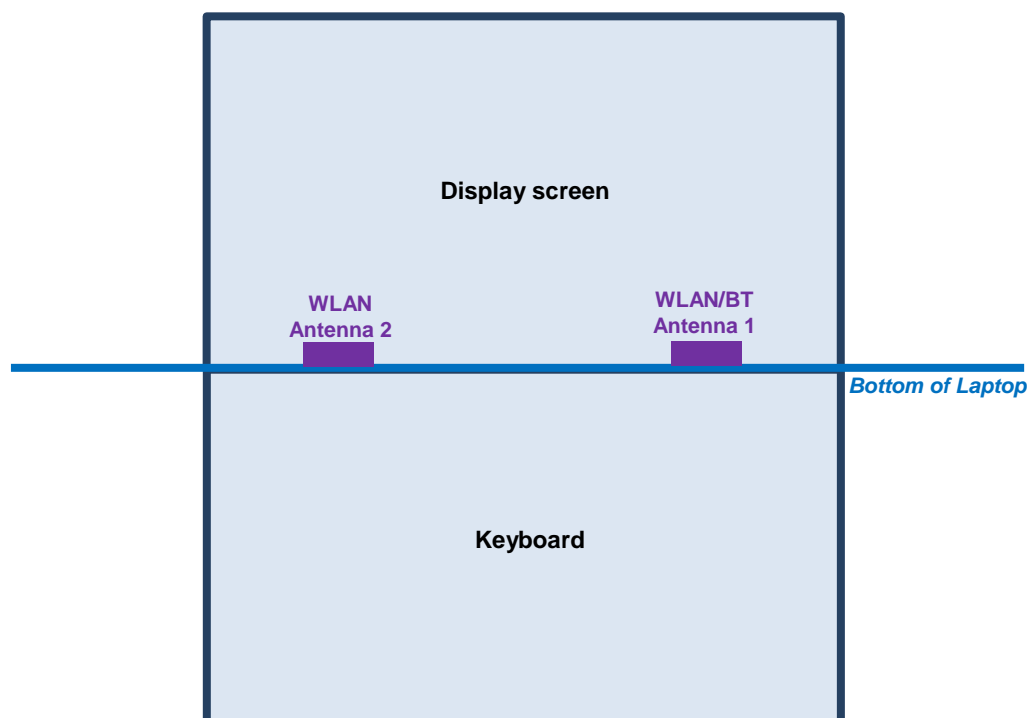 Display screen
WLAN
Antenna 2
WLAN/BT
Antenna 1
Bottom of Laptop
Keyboard